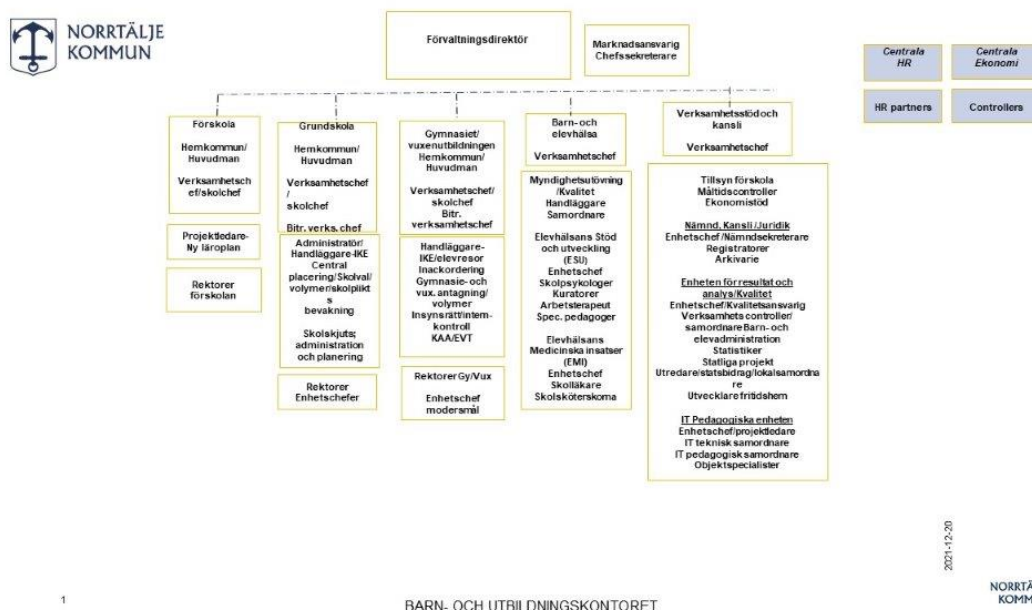 NORRTÄLJE
KOMMUN
Förvaltningsdirektör
Marknadsansvarig
Chefssekreterare
Centrala
HR
Centrala
Ekonomi
HR partners
Controllers
Förskola
Hemkommun/
Huvudman
Verksamhetsch
ef/skolchef
Projektledare-
Ny läroplan
Rektorer
förskolan
Grundskola
Hemkommun/
Huvudman
Verksamhetschef
/
skolchef
Bitr. verks. chef
Administratör/
Handläggare-IKE
Central
placering/Skolval/
volymer/skolplikt
s
bevakning
Skolskjuts;
administration
och planering
Rektorer
Enhetschefer
Gymnasiet/
vuxenutbildningen
Hemkommun/
Huvudman
Verksamhetschef/
skolchef
Bitr.
verksamhetschef
Handläggare-
IKE/elevresor
Inackordering
Gymnasie- och
vux. antagning/
volymer
Insynsrätt/intern-
kontroll
KAA/EVT
Rektorer Gy/Vux
Enhetschef
modersmål
Barn- och
elevhälsa
Verksamhetschef
Myndighetsutövning
/Kvalitet
Handläggare
Samordnare
Elevhälsans Stöd
och utveckling
(ESU)
Enhetschef
Skolpsykologer
Kuratorer
Arbetsterapeut
Spec. pedagoger
Elevhälsans
Medicinska insatser
(EMI)
Enhetschef
Skolläkare
Skolsköterskorna
Verksamhetsstöd och
kansli
Verksamhetschef
Tillsyn förskola
Måltidscontroller
Ekonomistöd
Nämnd, Kansli /Juridik
Enhetschef/Nämndsekreterare
Registratorer
Arkivarie
Enheten för resultat och
analys/Kvalitet
Enhetschef/Kvalitetsansvarig
Verksamhets controller/
samordnare Barn- och
elevadministration
Statistiker
Statliga projekt
Utredare/statsbidrag/lokalsamordna
re
Utvecklare fritidshem
IT Pedagogiska enheten
Enhetschef/projektledare
IT teknisk samordnare
IT pedagogisk samordnare
Objektspecialister
2021-12-20
1
BARN- OCH UTBILDNINGSKONTORET
NORRTÄ
KOMM